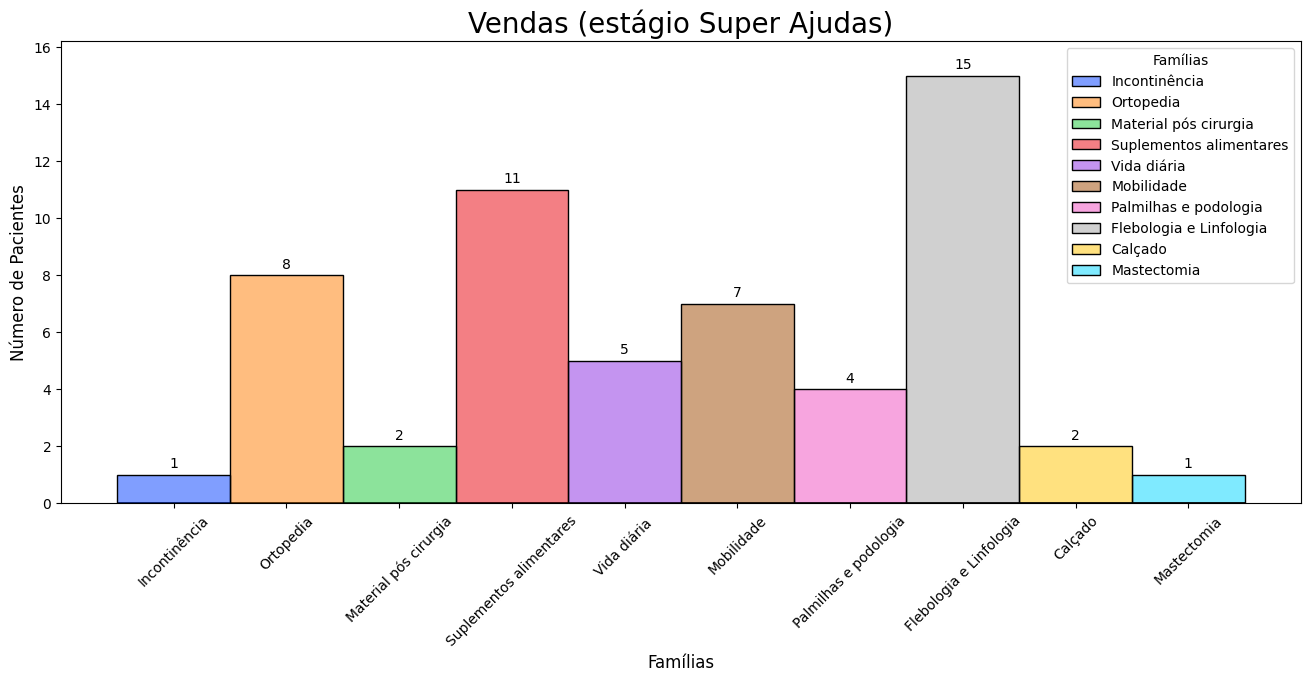 Vendas (estágio Super Ajudas)
Número de Pacientes
16
14
12
10
8
6
4
2
0
1
8
2
11
5
7
4
15
2
1
Famílias
Incontinência
Ortopedia
Material pós cirurgia
Suplementos alimentares
Vida diária
Mobilidade
Palmilhas e podologia
Flebologia e Linfologia
Calçado
Mastectomia
Incontinência
Ortopedia
Material pós cirurgia
Suplementos alimentares
Vida diária
Mobilidade
Palmilhas e podologia
Flebologia e Linfologia
Calçado
Mastectomia
Famílias